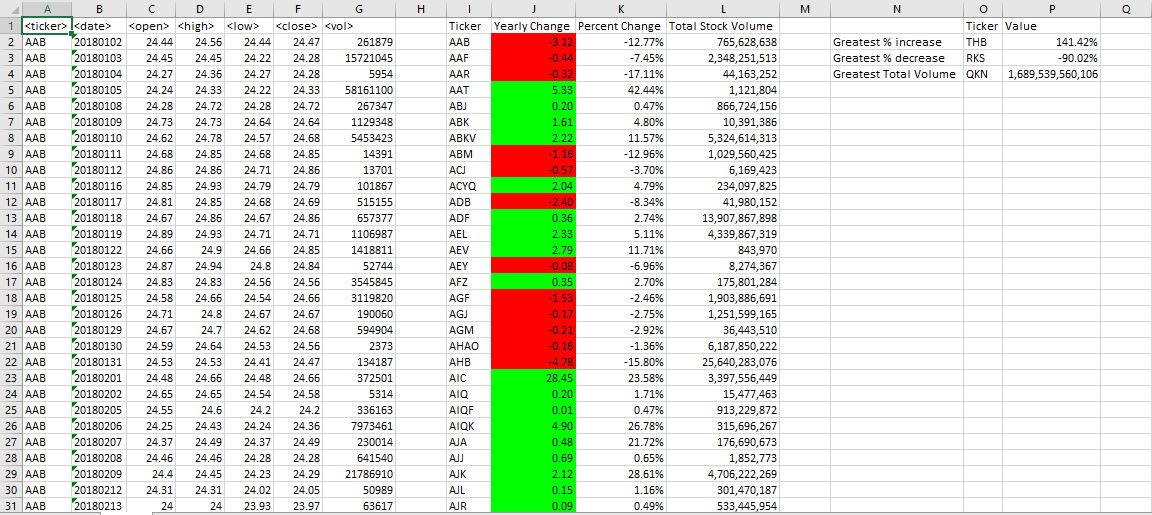 A B C D E F G H I J K L M N O P Q
1 <ticker> <date> <open> <high> <low> <close> <vol> Ticker Yearly Change Percent Change Total Stock Volume Ticker Value
2 AAB 20180102 24.44 24.56 24.44 24.47 261879 AAB -3.12 -12.77% 765,628,638 Greatest % increase THB 141.42%
3 AAB 20180103 24.45 24.45 24.22 24.28 15721045 AAF -0.44 -7.45% 2,348,251,513 Greatest % decrease RKS -90.02%
4 AAB 20180104 24.27 24.36 24.27 24.28 5954 AAR -0.32 -17.11% 44,163,252 Greatest Total Volume QKN 1,689,539,560,106
5 AAB 20180105 24.24 24.33 24.22 24.33 58161100 AAT 5.33 42.44% 1,121,804
6 AAB 20180108 24.28 24.72 24.28 24.72 267347 ABJ 0.20 0.47% 866,724,156
7 AAB 20180109 24.73 24.73 24.64 24.64 1129348 ABK 1.61 4.80% 10,391,386
8 AAB 20180110 24.62 24.78 24.57 24.68 5453423 ABKV 2.22 11.57% 5,324,614,313
9 AAB 20180111 24.68 24.85 24.68 24.85 14391 ABM -1.16 -12.96% 1,029,560,425
10 AAB 20180112 24.86 24.86 24.71 24.86 13701 ACJ -0.57 -3.70% 6,169,423
11 AAB 20180116 24.85 24.93 24.79 24.79 101867 ACYQ 2.04 4.79% 234,097,825
12 AAB 20180117 24.81 24.85 24.68 24.69 515155 ADB -2.40 -8.34% 41,980,152
13 AAB 20180118 24.67 24.86 24.67 24.86 657377 ADF 0.36 2.74% 13,907,867,898
14 AAB 20180119 24.89 24.93 24.71 24.71 1106987 AEL 2.33 5.11% 4,339,867,319
15 AAB 20180122 24.66 24.9 24.66 24.85 1418811 AEV 2.79 11.71% 843,970
16 AAB 20180123 24.87 24.94 24.8 24.84 52744 AEY -0.08 -6.96% 8,274,367
17 AAB 20180124 24.83 24.83 24.56 24.56 3545845 AFZ 0.35 2.70% 175,801,284
18 AAB 20180125 24.58 24.66 24.54 24.66 3119820 AGF -1.53 -2.46% 1,903,886,691
19 AAB 20180126 24.71 24.8 24.67 24.67 190060 AGJ -0.17 -2.75% 1,251,599,165
20 AAB 20180129 24.67 24.7 24.62 24.68 594904 AGM -0.21 -2.92% 36,443,510
21 AAB 20180130 24.59 24.64 24.53 24.56 2373 AHAO -0.16 -1.36% 6,187,850,222
22 AAB 20180131 24.53 24.53 24.41 24.47 134187 AHB -4.78 -15.80% 25,640,283,076
23 AAB 20180201 24.48 24.66 24.48 24.66 372501 AIC 28.45 23.58% 3,397,556,449
24 AAB 20180202 24.65 24.65 24.54 24.58 5314 AIQ 0.20 1.71% 15,477,463
25 AAB 20180205 24.55 24.6 24.2 24.2 336163 AIQF 0.01 0.47% 913,229,872
26 AAB 20180206 24.25 24.43 24.24 24.36 7973461 AIQK 4.90 26.78% 315,696,267
27 AAB 20180207 24.37 24.49 24.37 24.49 230014 AJA 0.48 21.72% 176,690,673
28 AAB 20180208 24.46 24.46 24.28 24.28 641540 AJJ 0.69 0.65% 1,852,773
29 AAB 20180209 24.4 24.45 24.23 24.29 21786910 AJK 2.12 28.61% 4,706,222,269
30 AAB 20180212 24.31 24.31 24.02 24.05 50989 AJL 0.15 1.16% 301,470,187
31 AAB 20180213 24 24 23.93 23.97 63617 AJR 0.09 0.49% 533,445,954